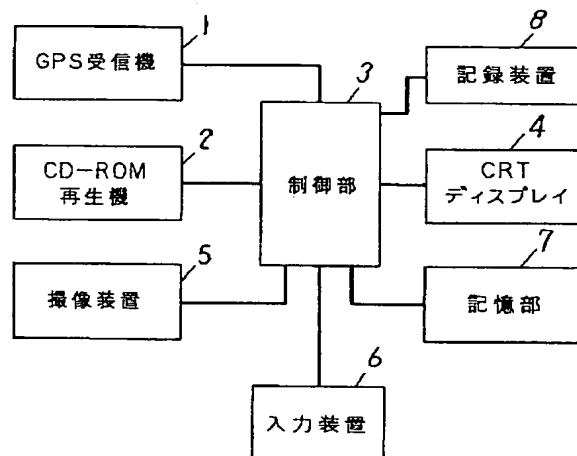 1
GPS受信機
8
記録装置
3
制御部
2
CD-ROM
再生機
4
CRT
ディスプレイ
5
撮像装置
7
記憶部
6
入力装置